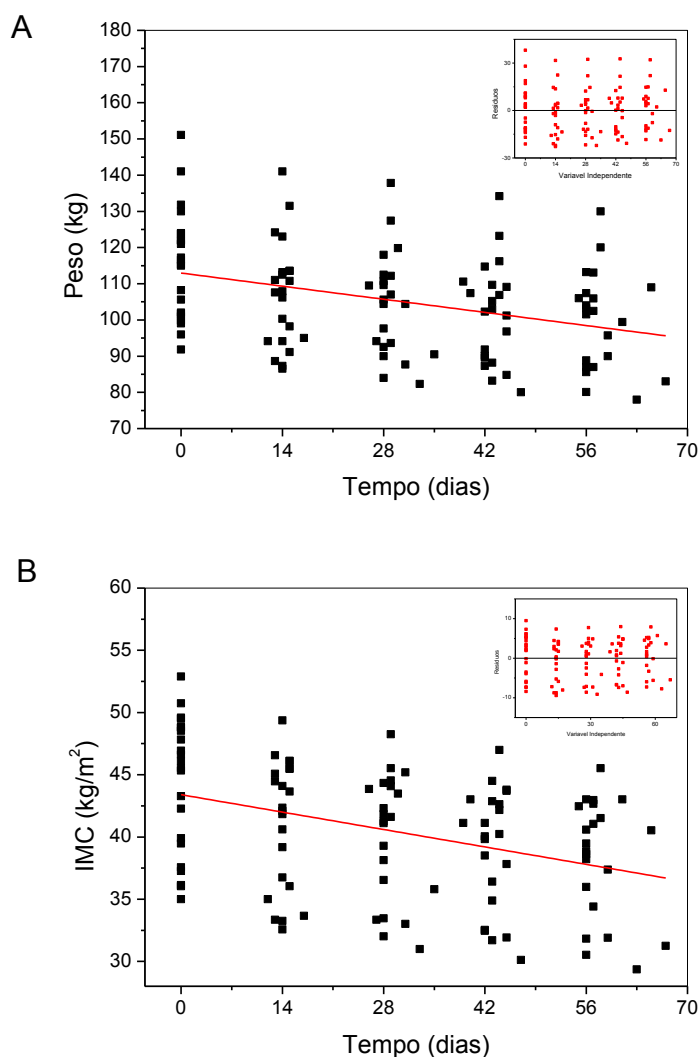 A
180
170
160
150
140
130
120
110
100
90
80
70
Peso (kg)
0 14 28 42 56 70
Tempo (dias)
30
0
-30
Residuos
0 14 28 42 56 70
Variavel Independente
B
60
55
50
45
40
35
30
IMC (kg/m²)
0 14 28 42 56 70
Tempo (dias)
10
0
-10
Residuos
0 30 60
Variavel Independente